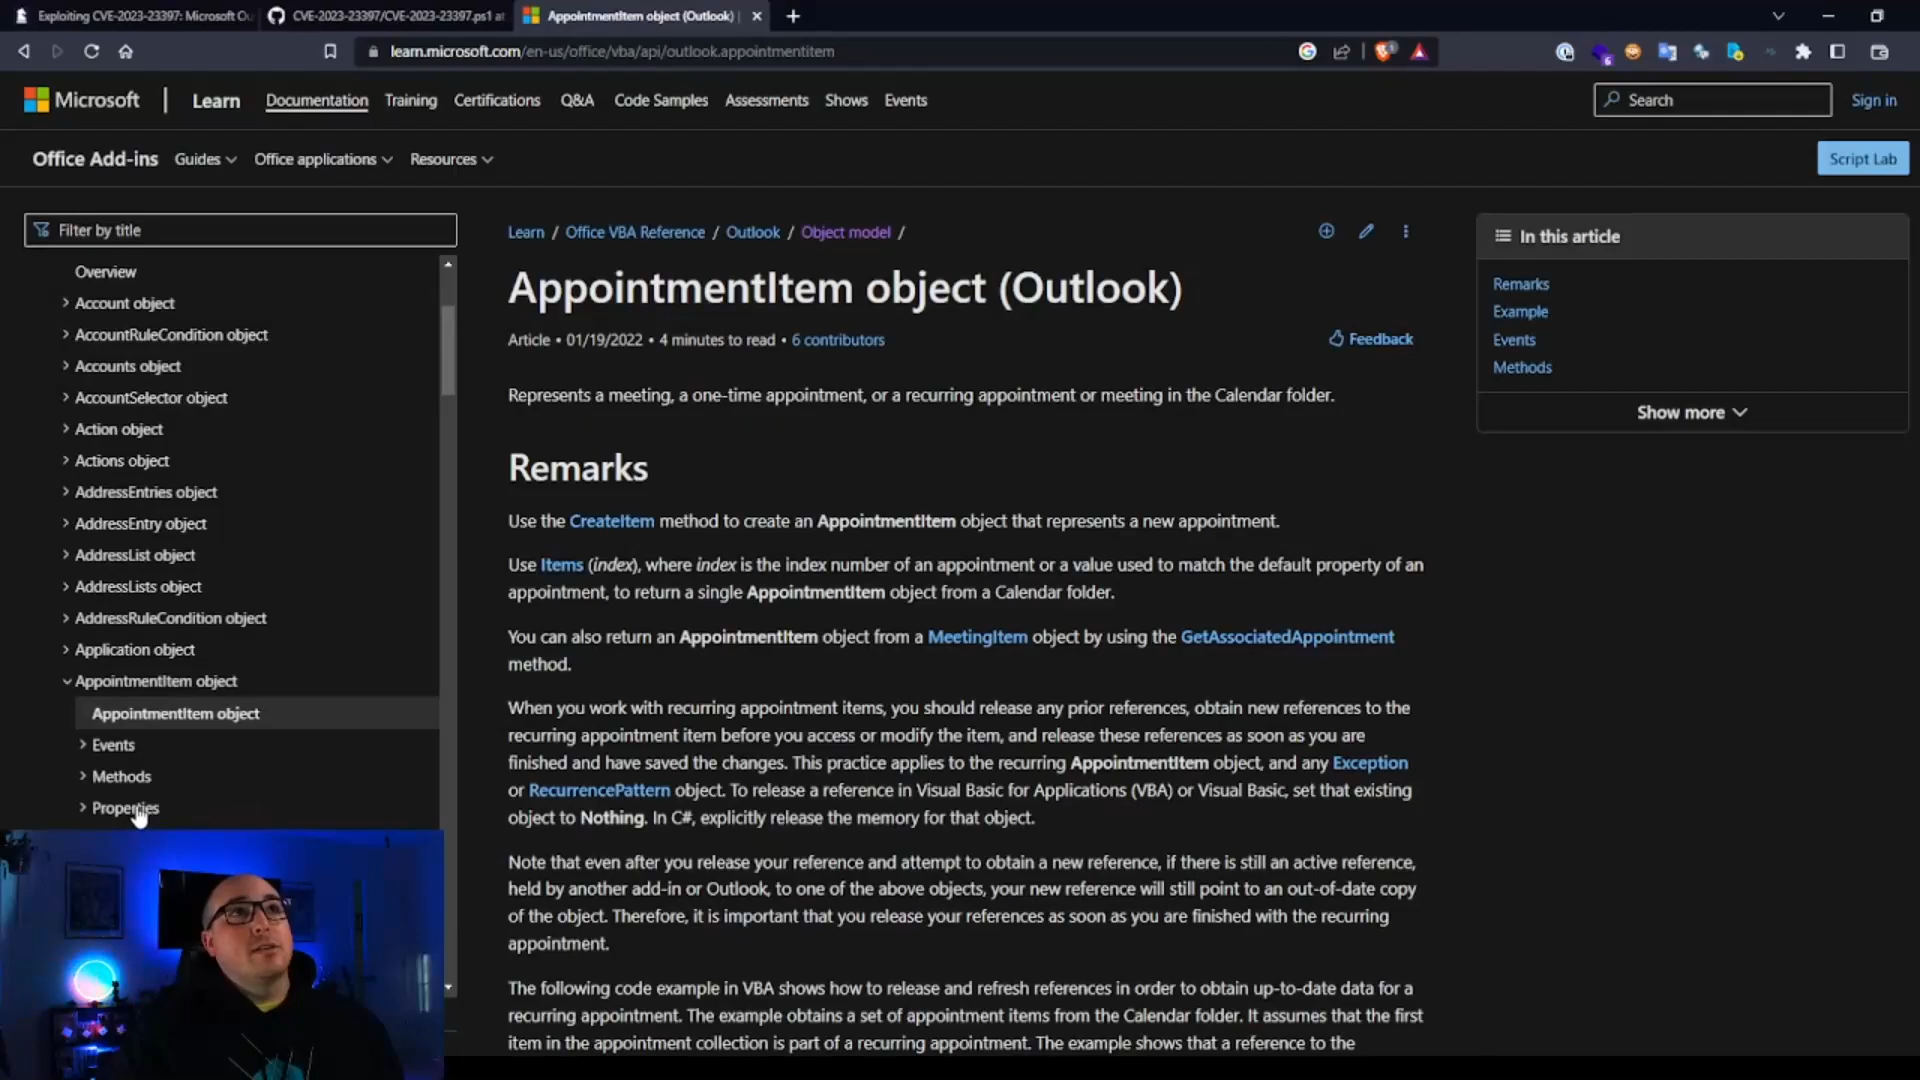 Exploiting CVE-2023-23397: Microsoft Ou
CVE-2023-23397/CVE-2023-23397.ps1 at
AppointmentItem object (Outlook) |
learn.microsoft.com/en-us/office/vba/api/outlook.appointmentitem
Microsoft
Learn Documentation Training Certifications Q&A Code Samples Assessments Shows Events
Search
Sign in
Office Add-ins Guides Office applications Resources
Script Lab
Filter by title
Overview
Account object
AccountRuleCondition object
Accounts object
AccountSelector object
Action object
Actions object
AddressEntries object
AddressEntry object
AddressList object
AddressLists object
AddressRuleCondition object
Application object
AppointmentItem object
AppointmentItem object
Events
Methods
Properties
Learn / Office VBA Reference / Outlook / Object model /
AppointmentItem object (Outlook)
Article • 01/19/2022 • 4 minutes to read • 6 contributors
Feedback
Represents a meeting, a one-time appointment, or a recurring appointment or meeting in the Calendar folder.
Remarks
Use the CreateItem method to create an AppointmentItem object that represents a new appointment.
Use Items (index), where index is the index number of an appointment or a value used to match the default property of an
appointment, to return a single AppointmentItem object from a Calendar folder.
You can also return an AppointmentItem object from a MeetingItem object by using the GetAssociatedAppointment
method.
When you work with recurring appointment items, you should release any prior references, obtain new references to the
recurring appointment item before you access or modify the item, and release these references as soon as you are
finished and have saved the changes. This practice applies to the recurring AppointmentItem object, and any Exception
or RecurrencePattern object. To release a reference in Visual Basic for Applications (VBA) or Visual Basic, set that existing
object to Nothing. In C#, explicitly release the memory for that object.
Note that even after you release your reference and attempt to obtain a new reference, if there is still an active reference,
held by another add-in or Outlook, to one of the above objects, your new reference will still point to an out-of-date copy
of the object. Therefore, it is important that you release your references as soon as you are finished with the recurring
appointment.
The following code example in VBA shows how to release and refresh references in order to obtain up-to-date data for a
recurring appointment. The example obtains a set of appointment items from the Calendar folder. It assumes that the first
item in the appointment collection is part of a recurring appointment. The example shows that a reference to the
In this article
Remarks
Example
Events
Methods
Show more